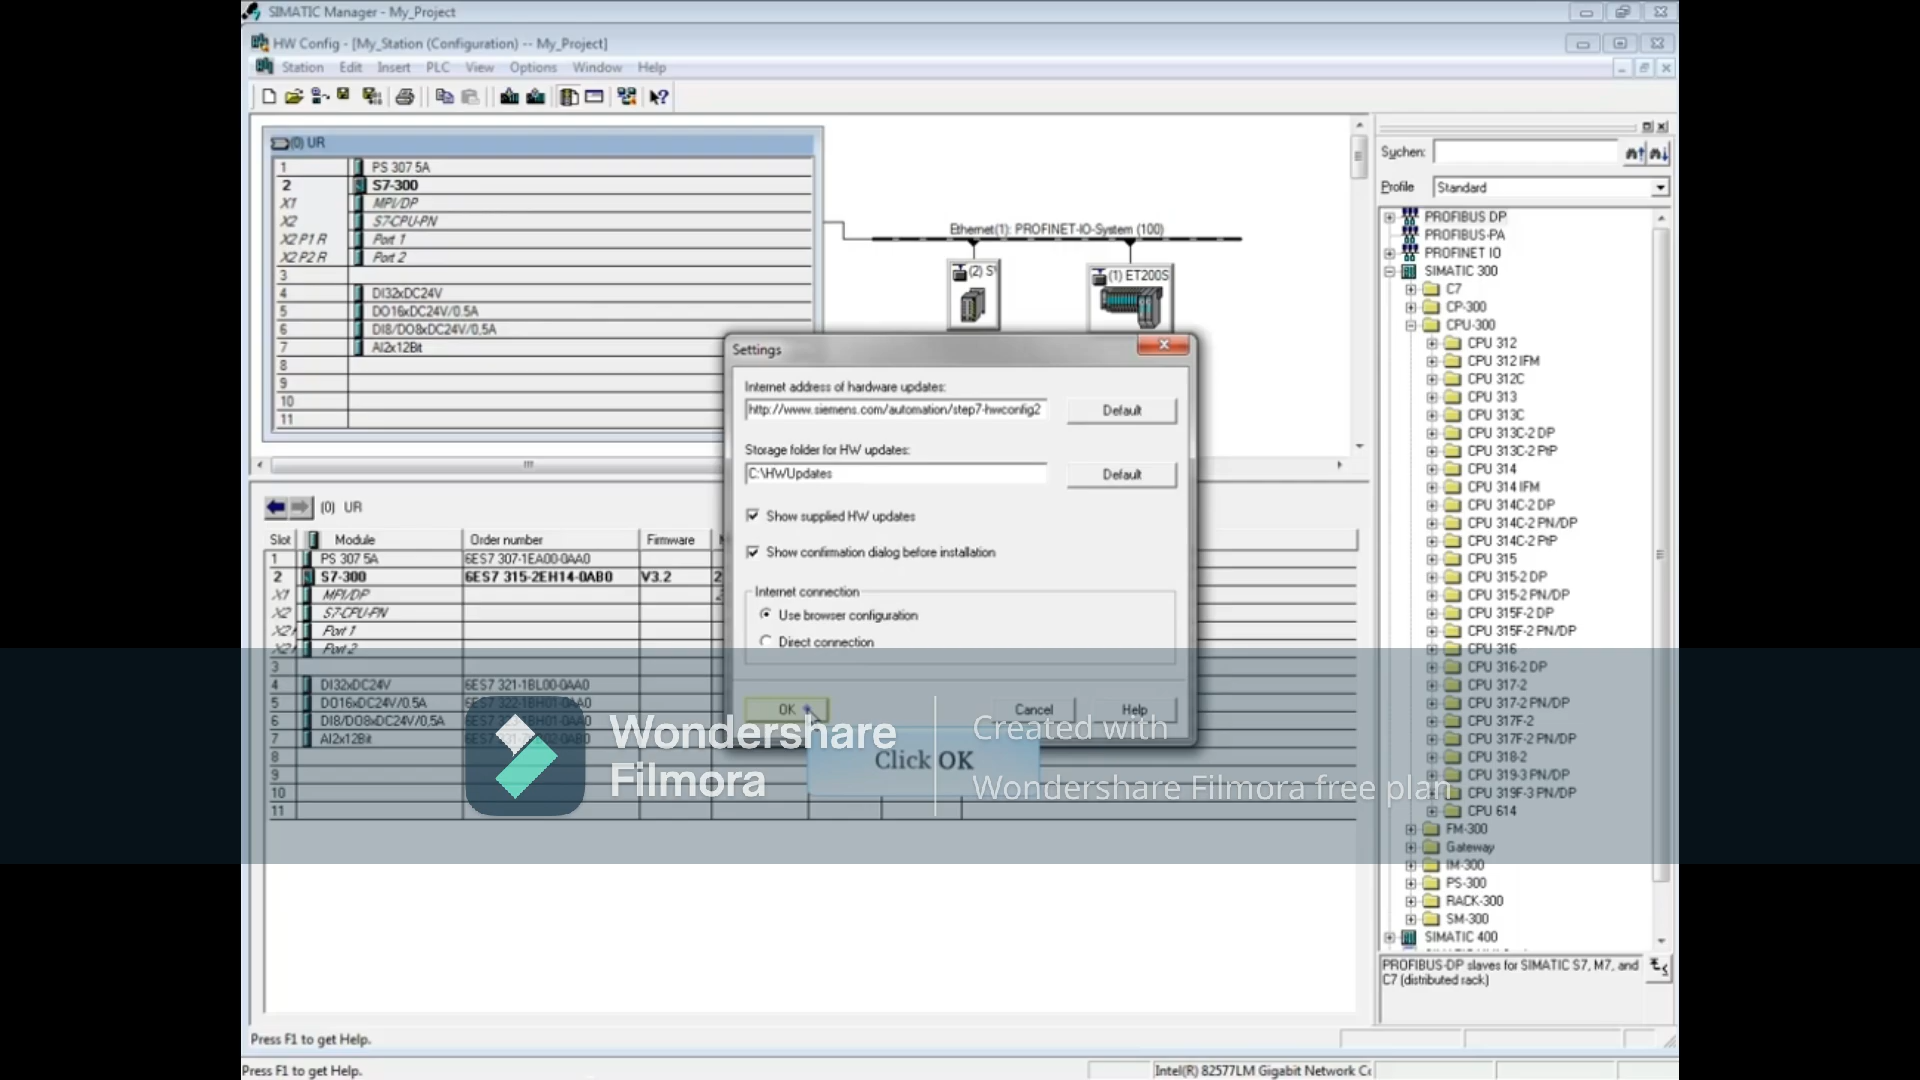 SIMATIC Manager - My_Project
HW Config - [My_Station (Configuration) -- My_Project]
Station Edit Insert PLC View Options Window Help
(0) UR
1 PS 307 5A
2 S7-300
X1 MPI/DP
X2 S7-CPU-PN
X2 P1 R Port 1
X2 P2 R Port 2
3
4 DI32xDC24V
5 DO16xDC24V/0.5A
6 DI8/DO8xDC24V/0,5A
7 AI2x12Bit
8
9
10
11
Ethernet(1): PROFINET-IO-System (100)
(2) S
(1) ET200S
Settings
Internet address of hardware updates:
http://www.siemens.com/automation/step7-hwconfig2
Default
Storage folder for HW updates:
C:\HWUpdates
Default
Show supplied HW updates
Show confirmation dialog before installation
Internet connection
Use browser configuration
Direct connection
OK Cancel Help
Click OK
(0) UR
Slot Module Order number Firmware
1 PS 307 5A 6ES7 307-1EA00-0AA0
2 S7-300 6ES7 315-2EH14-0AB0 V3.2 2
X1 MPI/DP 2
X2 S7-CPU-PN
X2 Port 1
X2 Port 2
3
4 DI32xDC24V 6ES7 321-1BL00-0AA0
5 DO16xDC24V/0.5A 6ES7 322-1BH01-0AA0
6 DI8/DO8xDC24V/0,5A
7 AI2x12Bit
8
9
10
11
Wondershare
Filmora
Created with
Wondershare Filmora free plan
Suchen:
Profile Standard
PROFIBUS DP
PROFIBUS-PA
PROFINET IO
SIMATIC 300
C7
CP-300
CPU-300
CPU 312
CPU 312 IFM
CPU 312C
CPU 313
CPU 313C
CPU 313C-2 DP
CPU 313C-2 PtP
CPU 314
CPU 314 IFM
CPU 314C-2 DP
CPU 314C-2 PN/DP
CPU 314C-2 PtP
CPU 315
CPU 315-2 DP
CPU 315-2 PN/DP
CPU 315F-2 DP
CPU 315F-2 PN/DP
CPU 316
CPU 316-2 DP
CPU 317-2
CPU 317-2 PN/DP
CPU 317F-2
CPU 317F-2 PN/DP
CPU 318-2
CPU 319-3 PN/DP
CPU 319F-3 PN/DP
CPU 614
FM-300
Gateway
IM-300
PS-300
RACK-300
SM-300
SIMATIC 400
PROFIBUS-DP slaves for SIMATIC S7, M7, and
C7 (distributed rack)
Press F1 to get Help.
Press F1 to get Help.
Intel(R) 82577LM Gigabit Network Co